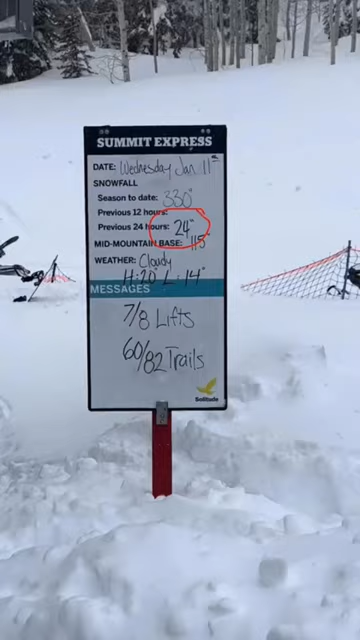 SUMMIT EXPRESS
DATE: Wednesday Jan 11th
SNOWFALL
Season to date: 330"
Previous 12 hours:
Previous 24 hours: 24"
MID-MOUNTAIN BASE: 115"
WEATHER: Cloudy
H:20° L:14°
MESSAGES
7/8 Lifts
60/82 Trails
Solitude